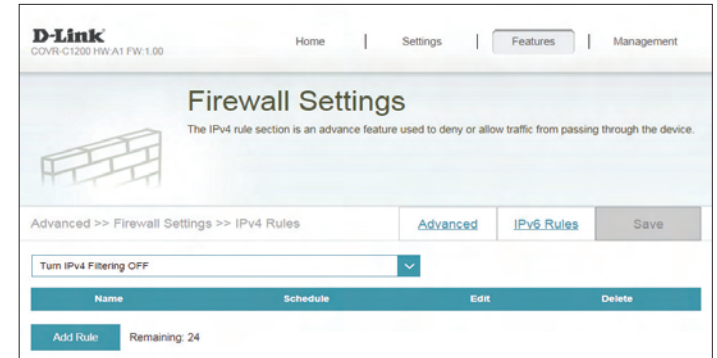 D-Link
COVR-C1200 HW:A1 FW:1.00
Home | Settings | Features | Management
Firewall Settings
The IPv4 rule section is an advance feature used to deny or allow traffic from passing through the device.
Advanced >> Firewall Settings >> IPv4 Rules
Advanced
IPv6 Rules
Save
Turn IPv4 Filtering OFF
Name Schedule Edit Delete
Add Rule Remaining: 24